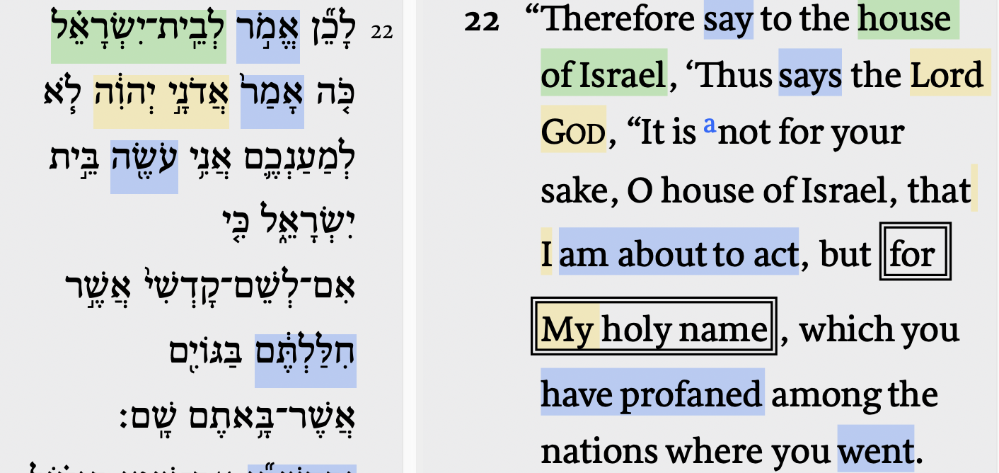 22 לָכֵ֞ן אֱמֹ֣ר לְבֵֽית־יִשְׂרָאֵ֗ל
כֹּ֤ה אָמַר֙ אֲדֹנָ֣י יְהוִ֔ה לֹ֧א
לְמַעַנְכֶ֛ם אֲנִ֥י עֹשֶׂ֖ה בֵּ֣ית
יִשְׂרָאֵ֑ל כִּ֤י
אִם־לְשֵׁם־קָדְשִׁי֙ אֲשֶׁ֣ר
חִלַּלְתֶּ֔ם בַּגּוֹיִ֖ם
אֲשֶׁר־בָּ֥אתֶם שָֽׁם׃
22 “Therefore say to the house
of Israel, ‘Thus says the Lord
GOD, “It is a not for your
sake, O house of Israel, that
I am about to act, but for
My holy name, which you
have profaned among the
nations where you went.